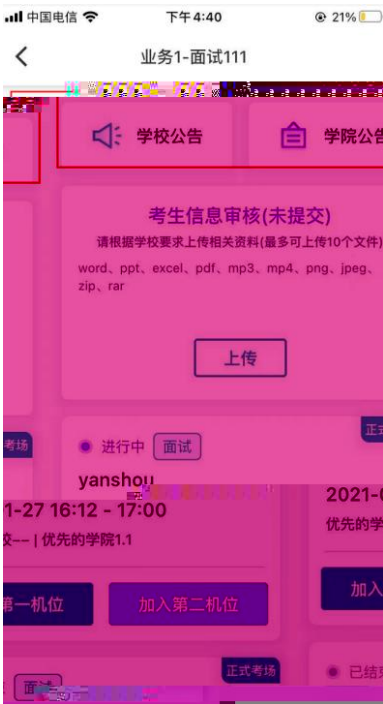 中国电信 下午4:40 21%
业务1-面试111
学校公告 学院公告
考生信息审核(未提交)
请根据学校要求上传相关资料(最多可上传10个文件)
word、ppt、excel、pdf、mp3、mp4、png、jpeg、
zip、rar
上传
考场 进行中 面试 正式
yanshou
1-27 16:12 - 17:00 2021-
校-- | 优先的学院1.1 优先的学
第一机位 加入第二机位 加入
正式考场 已结束
面试